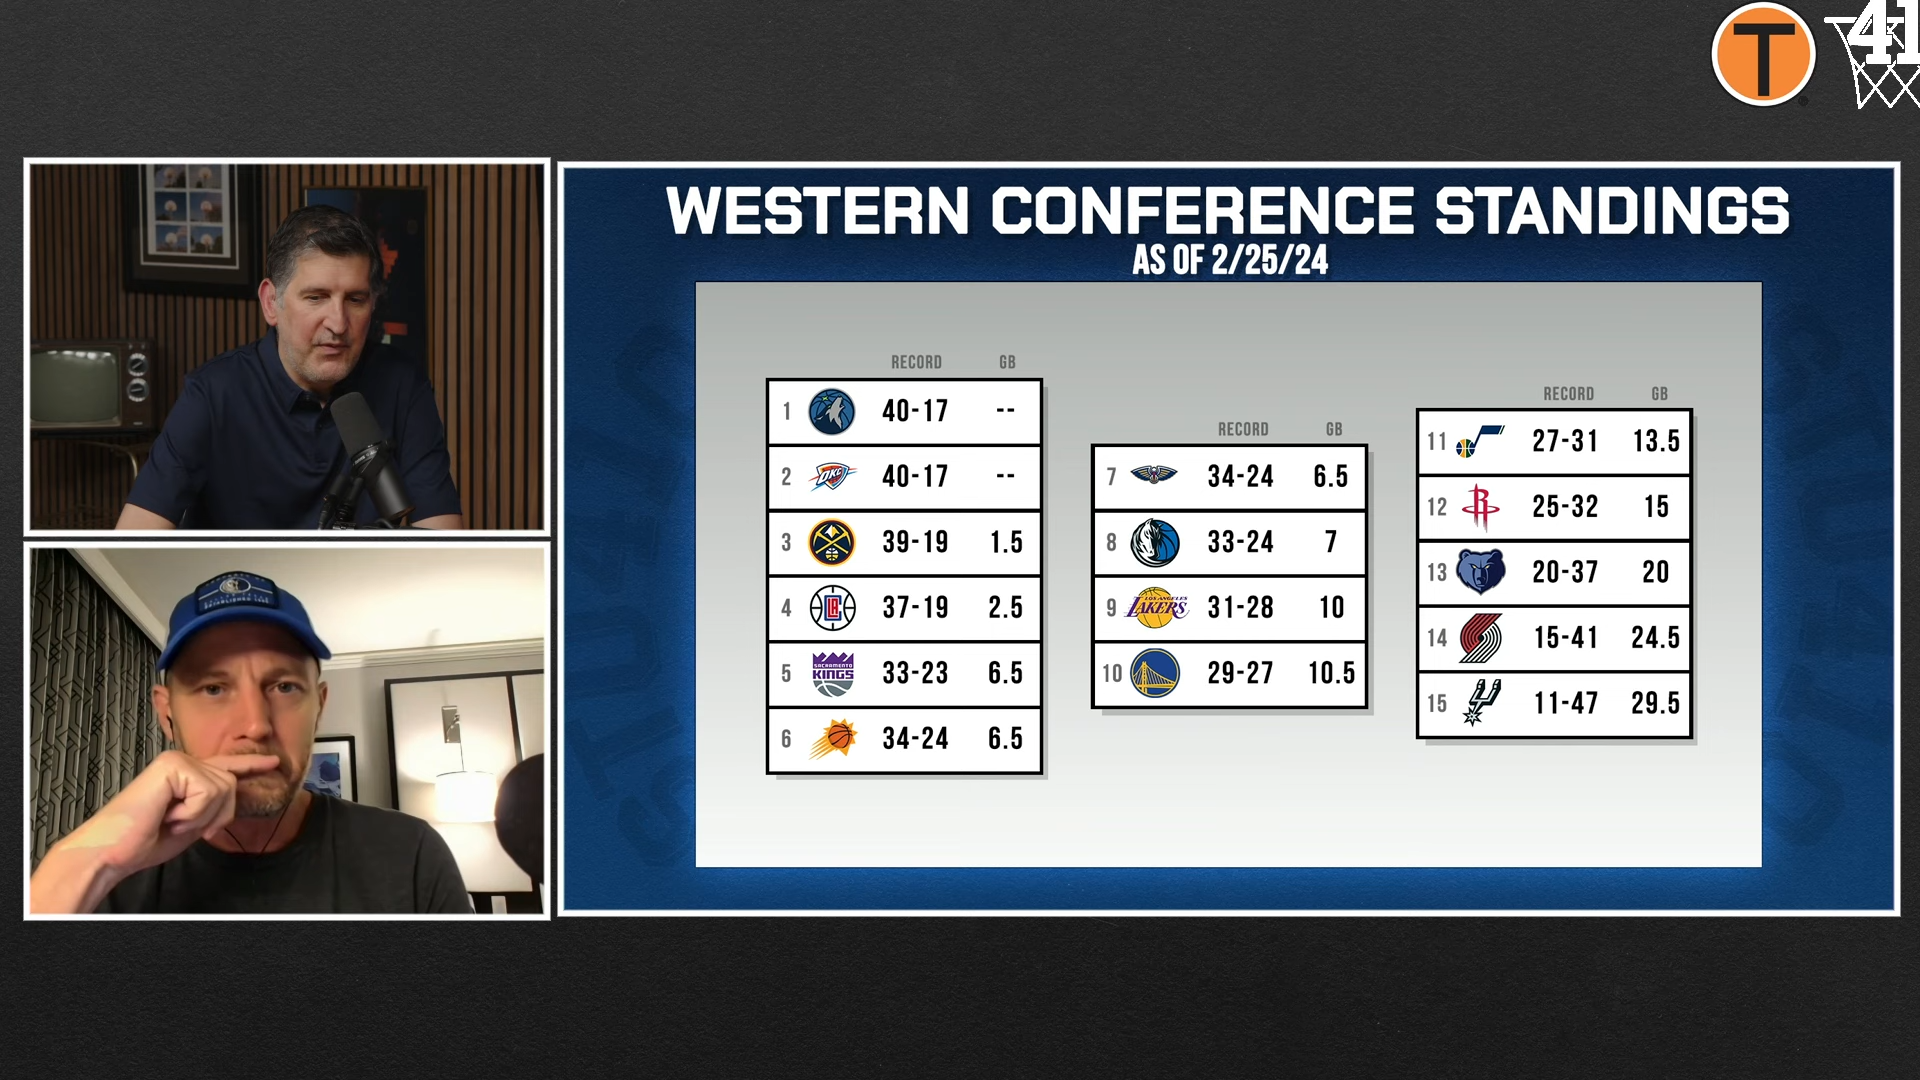 T
41
WESTERN CONFERENCE STANDINGS
AS OF 2/25/24
RECORD GB
1 40-17 --
2 OKC 40-17 --
3 39-19 1.5
4 LA 37-19 2.5
5 SACRAMENTO KINGS 33-23 6.5
6 34-24 6.5
RECORD GB
7 34-24 6.5
8 33-24 7
9 LOS ANGELES LAKERS 31-28 10
10 29-27 10.5
RECORD GB
11 27-31 13.5
12 R 25-32 15
13 20-37 20
14 15-41 24.5
15 11-47 29.5